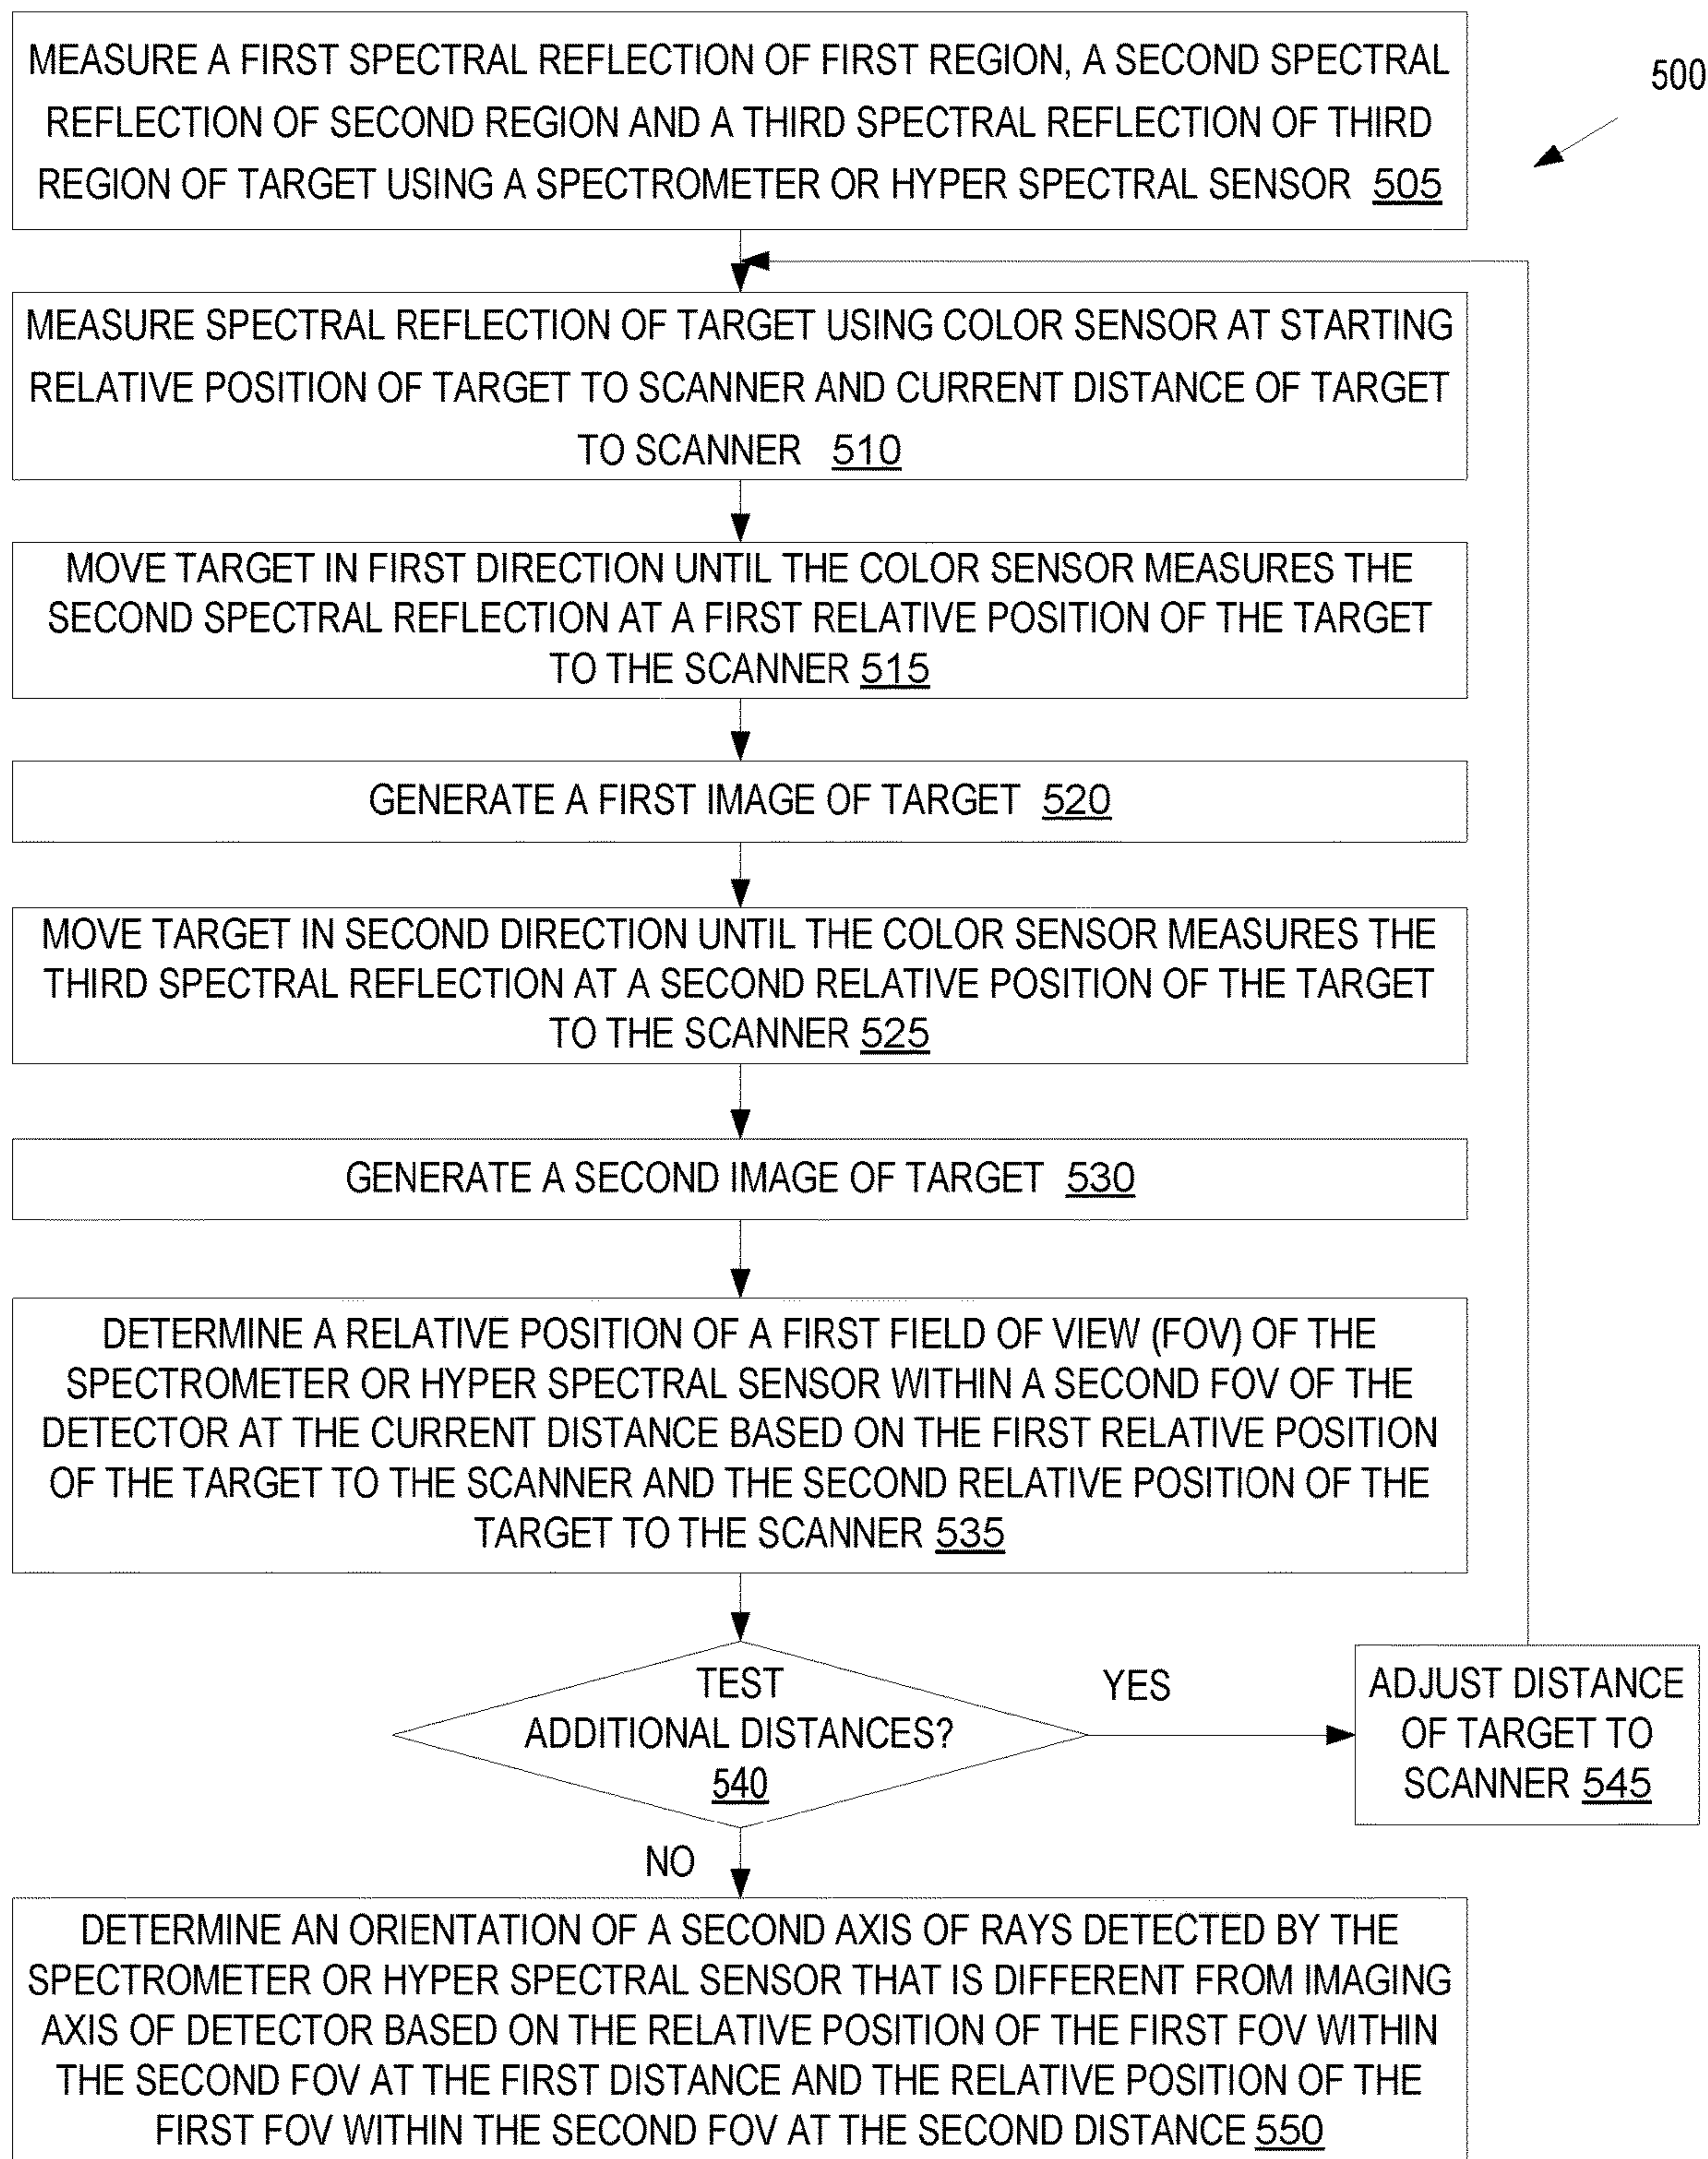 500
MEASURE A FIRST SPECTRAL REFLECTION OF FIRST REGION, A SECOND SPECTRAL
REFLECTION OF SECOND REGION AND A THIRD SPECTRAL REFLECTION OF THIRD
REGION OF TARGET USING A SPECTROMETER OR HYPER SPECTRAL SENSOR 505
MEASURE SPECTRAL REFLECTION OF TARGET USING COLOR SENSOR AT STARTING
RELATIVE POSITION OF TARGET TO SCANNER AND CURRENT DISTANCE OF TARGET
TO SCANNER 510
MOVE TARGET IN FIRST DIRECTION UNTIL THE COLOR SENSOR MEASURES THE
SECOND SPECTRAL REFLECTION AT A FIRST RELATIVE POSITION OF THE TARGET
TO THE SCANNER 515
GENERATE A FIRST IMAGE OF TARGET 520
MOVE TARGET IN SECOND DIRECTION UNTIL THE COLOR SENSOR MEASURES THE
THIRD SPECTRAL REFLECTION AT A SECOND RELATIVE POSITION OF THE TARGET
TO THE SCANNER 525
GENERATE A SECOND IMAGE OF TARGET 530
DETERMINE A RELATIVE POSITION OF A FIRST FIELD OF VIEW (FOV) OF THE
SPECTROMETER OR HYPER SPECTRAL SENSOR WITHIN A SECOND FOV OF THE
DETECTOR AT THE CURRENT DISTANCE BASED ON THE FIRST RELATIVE POSITION
OF THE TARGET TO THE SCANNER AND THE SECOND RELATIVE POSITION OF THE
TARGET TO THE SCANNER 535
TEST
ADDITIONAL DISTANCES?
540
YES
ADJUST DISTANCE
OF TARGET TO
SCANNER 545
NO
DETERMINE AN ORIENTATION OF A SECOND AXIS OF RAYS DETECTED BY THE
SPECTROMETER OR HYPER SPECTRAL SENSOR THAT IS DIFFERENT FROM IMAGING
AXIS OF DETECTOR BASED ON THE RELATIVE POSITION OF THE FIRST FOV WITHIN
THE SECOND FOV AT THE FIRST DISTANCE AND THE RELATIVE POSITION OF THE
FIRST FOV WITHIN THE SECOND FOV AT THE SECOND DISTANCE 550